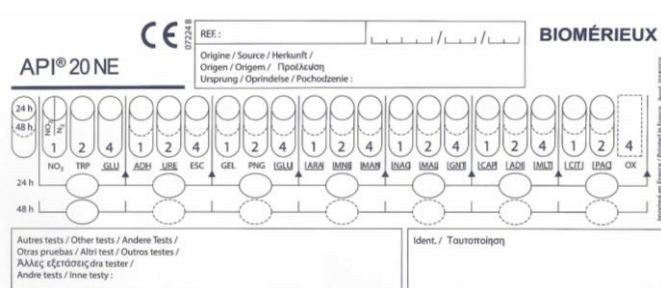 CE
07224 B
REF. :
BIOMÉRIEUX
API® 20 NE
Origine / Source / Herkunft /
Origen / Origem / Προέλευση
Ursprung / Oprindelse / Pochodzenie :
24 h
48 h
NO₂
N₂
1 2 4 1 2 4 1 2 4 1 2 4 1 2 4 1 2 4 1 2 4
NO₃ TRP GLU ADH URE ESC GEL PNG |GLU| |ARA| |MNE| |MAN| |NAG| |MAL| |GNT| |CAP| |ADI| |MLT| |CIT| |PAC| OX
24 h
48 h
Autres tests / Other tests / Andere Tests /
Otras pruebas / Altri test / Outros testes /
Άλλες εξετάσεις dra tester /
Andre tests / Inne testy :
Ident. / Ταυτοποίηση